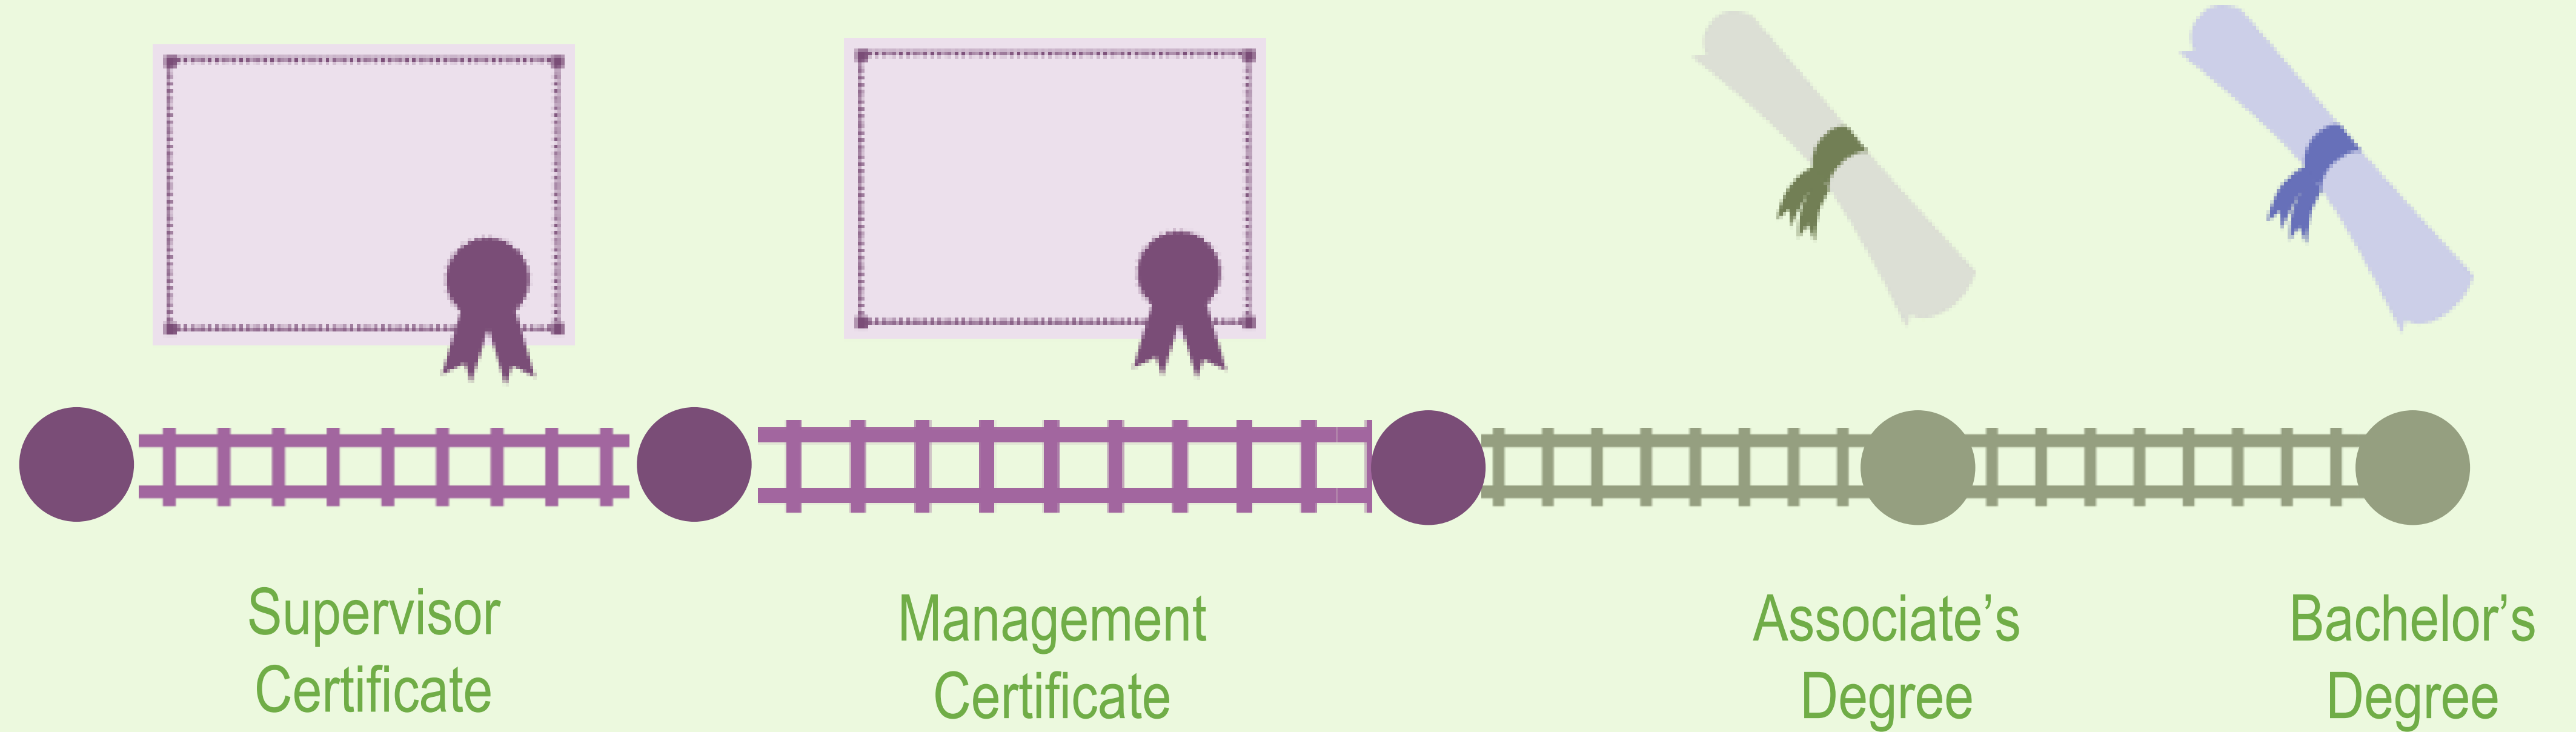 Supervisor
Certificate
Management
Certificate
Associate’s
Degree
Bachelor’s
Degree